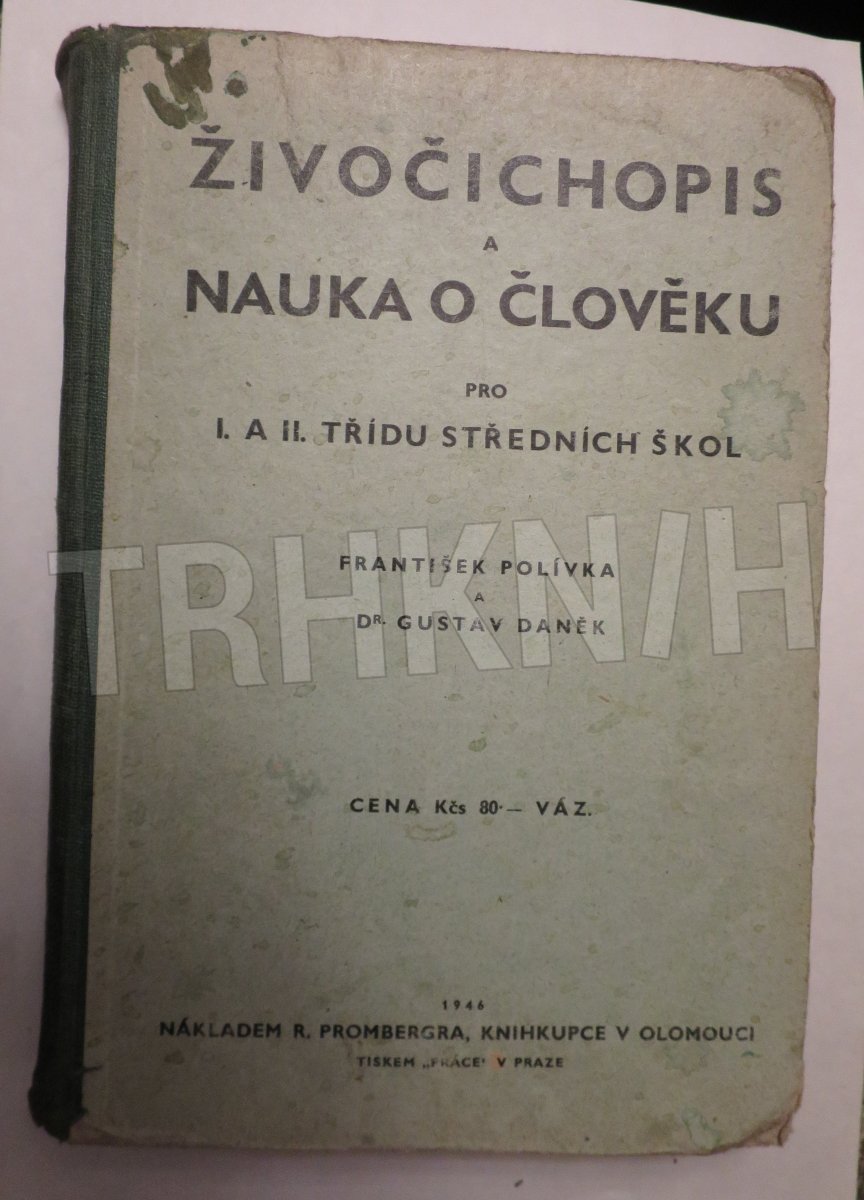 ŽIVOČICHOPIS
A
NAUKA O ČLOVĚKU
PRO
I. A II. TŘÍDU STŘEDNÍCH ŠKOL
FRANTIŠEK POLÍVKA
A
DR. GUSTAV DANĚK
TRHKNIH
CENA Kčs 80·— VÁZ.
1946
NÁKLADEM R. PROMBERGRA, KNIHKUPCE V OLOMOUCI
TISKEM „PRÁCE" V PRAZE